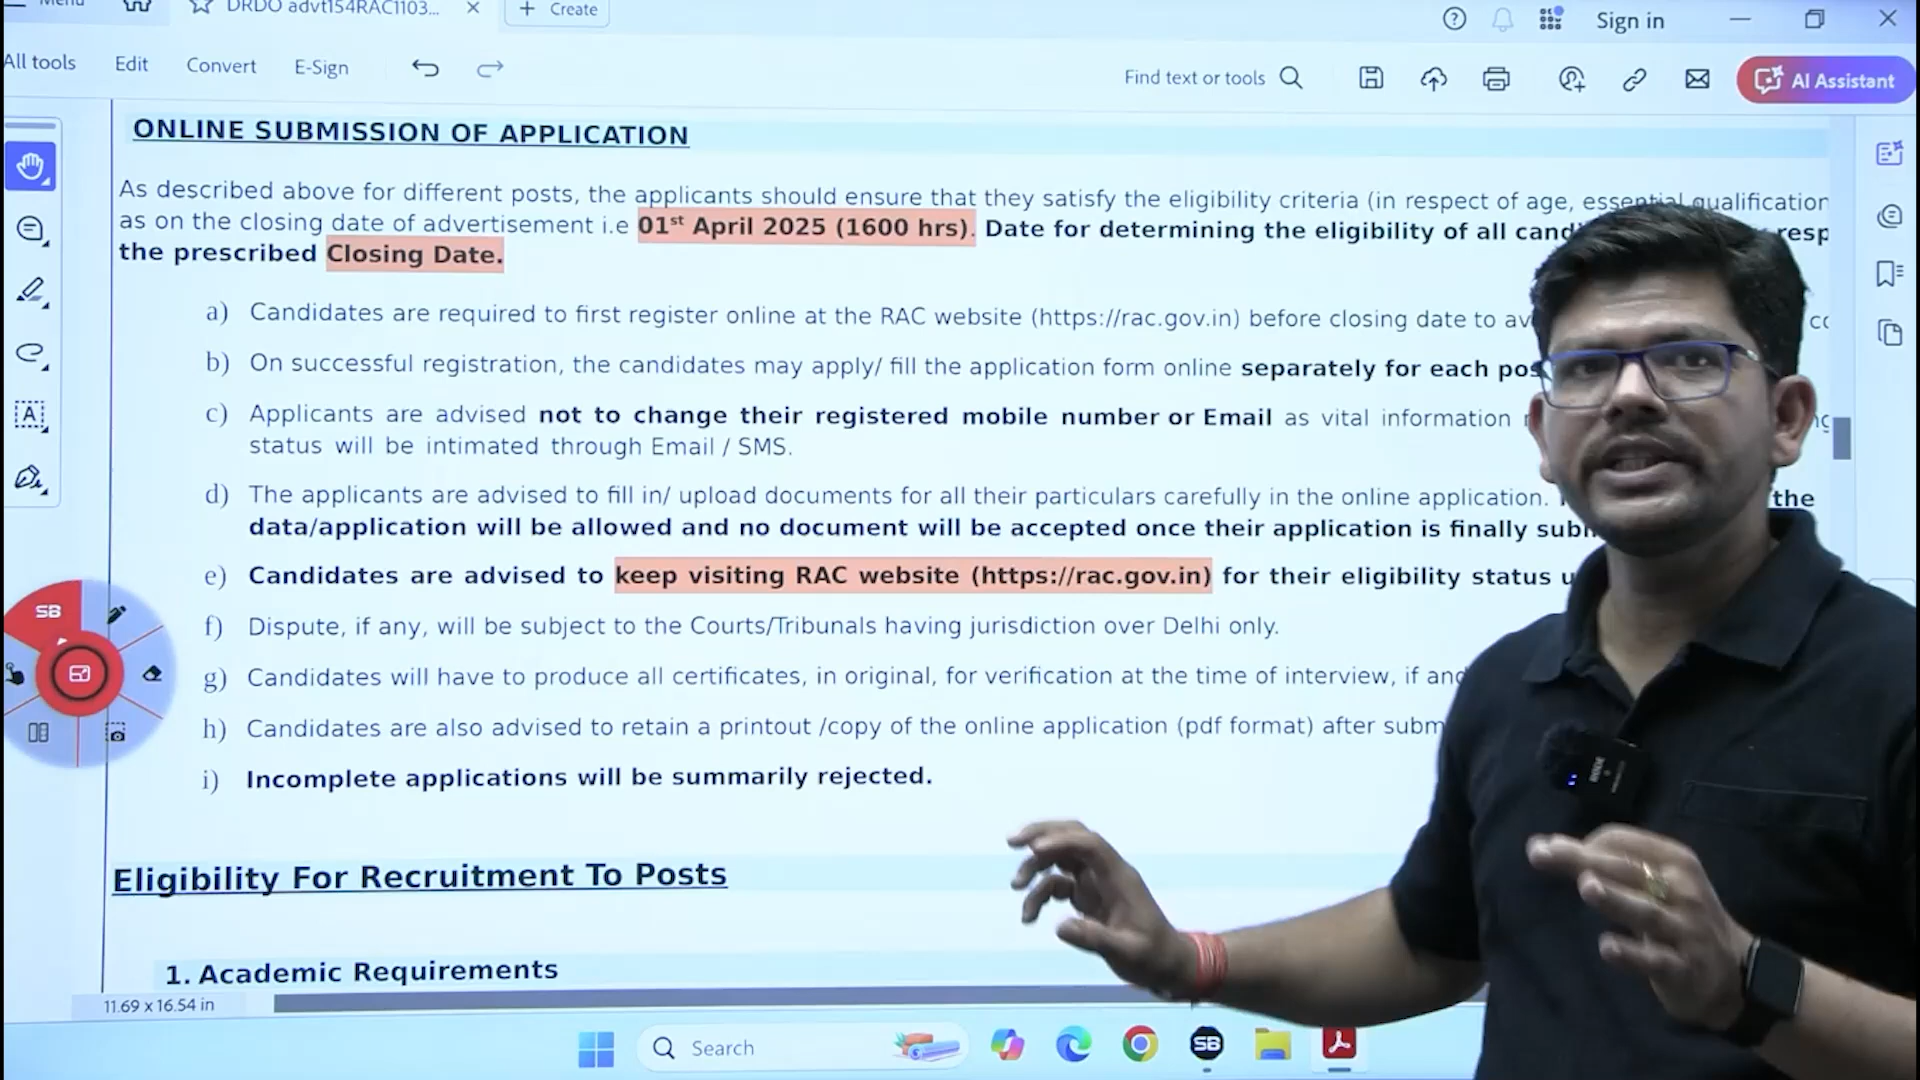 Menu
DRDO advt154RAC1103...
Create
Sign in
All tools
Edit
Convert
E-Sign
Find text or tools
AI Assistant
ONLINE SUBMISSION OF APPLICATION
As described above for different posts, the applicants should ensure that they satisfy the eligibility criteria (in respect of age, essential qualification
as on the closing date of advertisement i.e 01st April 2025 (1600 hrs). Date for determining the eligibility of all resp
the prescribed Closing Date.
a) Candidates are required to first register online at the RAC website (https://rac.gov.in) before closing date to
b) On successful registration, the candidates may apply/ fill the application form online separately for each
c) Applicants are advised not to change their registered mobile number or Email as vital information
status will be intimated through Email / SMS.
d) The applicants are advised to fill in/ upload documents for all their particulars carefully in the online application. the
data/application will be allowed and no document will be accepted once their application is finally
e) Candidates are advised to keep visiting RAC website (https://rac.gov.in) for their eligibility status
f) Dispute, if any, will be subject to the Courts/Tribunals having jurisdiction over Delhi only.
g) Candidates will have to produce all certificates, in original, for verification at the time of interview, if
h) Candidates are also advised to retain a printout /copy of the online application (pdf format) after
i) Incomplete applications will be summarily rejected.
SB
Eligibility For Recruitment To Posts
1. Academic Requirements
11.69 x 16.54 in
Search
SB